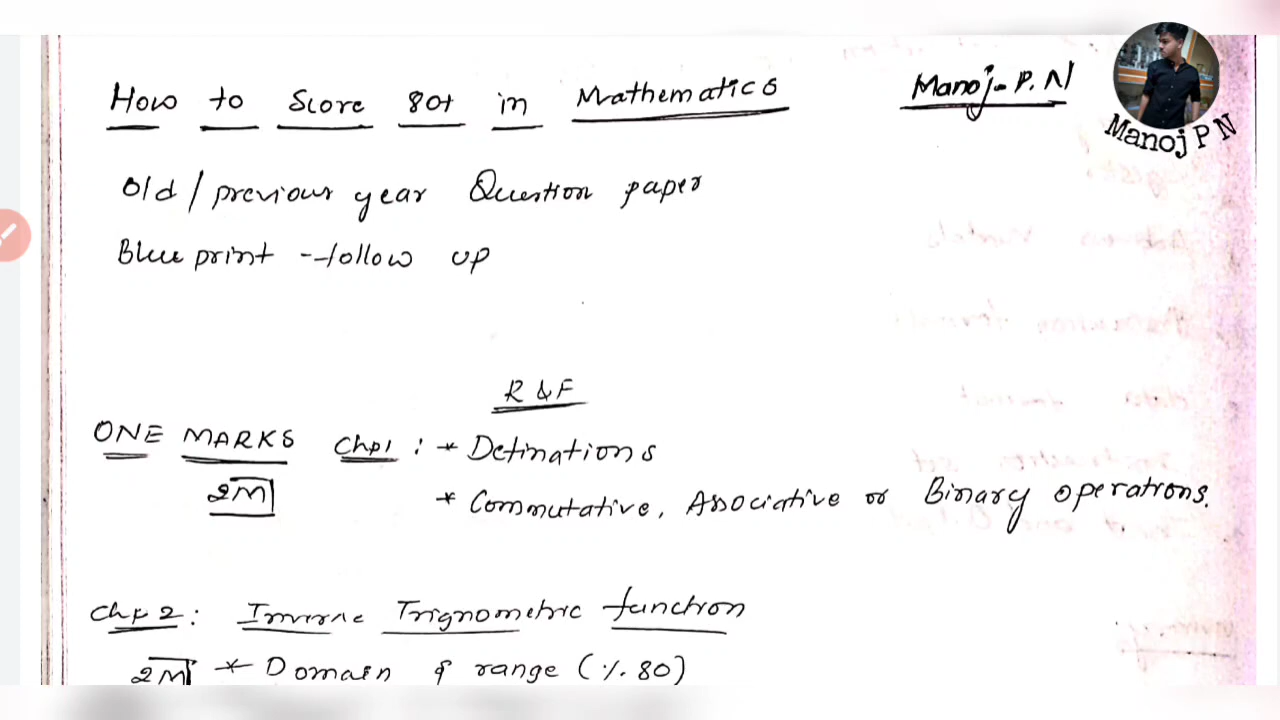 How to Score 80+ in Mathematics
Manoj P. N
Manoj P N
Old / previous year Question paper
Blue print -- follow up
R & F
ONE MARKS Chp1 : * Definations
2M
* Commutative, Associative or Binary operations.
Chp 2 : Inverse Trignometric function
2M * Domain & range (%. 80)